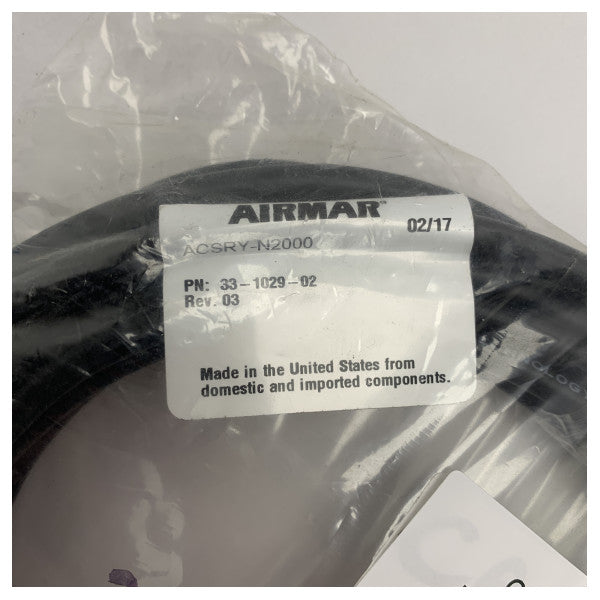 AIRMAR
02/17
ACSRY-N2000
PN: 33-1029-02
Rev. 03
Made in the United States from
domestic and imported components.